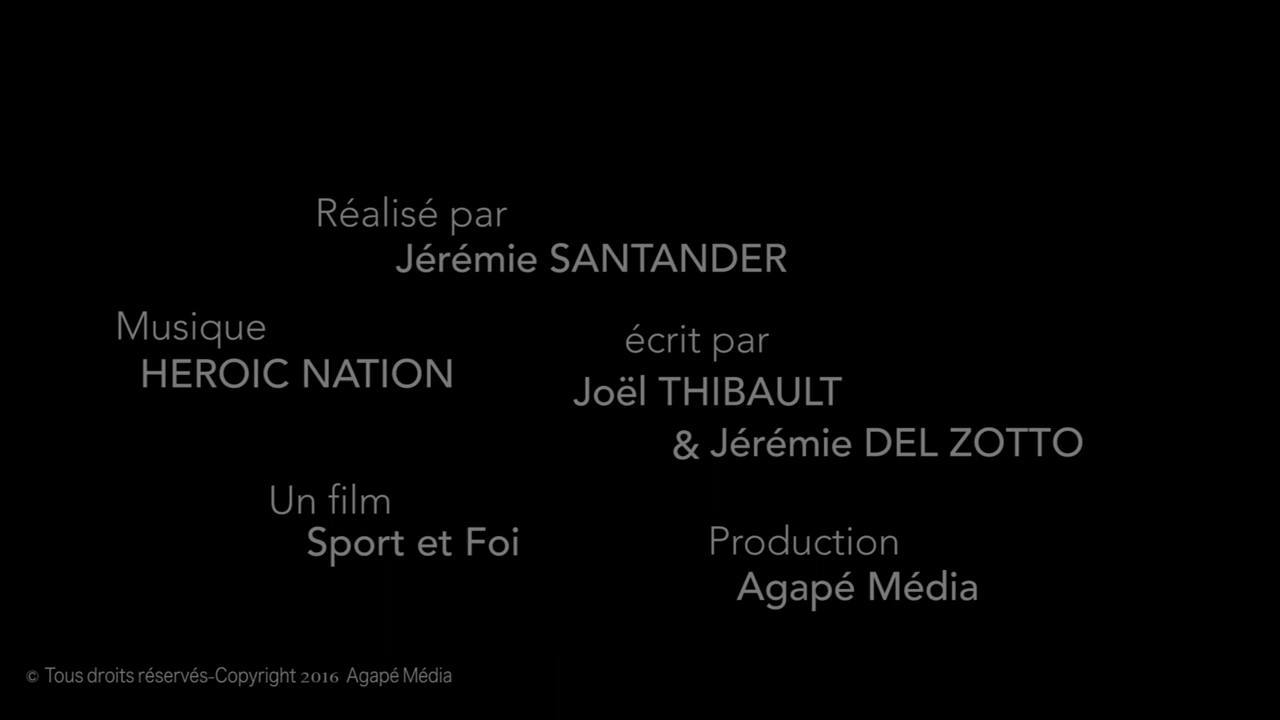 Réalisé par
Jérémie SANTANDER
Musique
HEROIC NATION
écrit par
Joël THIBAULT
& Jérémie DEL ZOTTO
Un film
Sport et Foi
Production
Agapé Média
© Tous droits réservés-Copyright 2016 Agapé Média